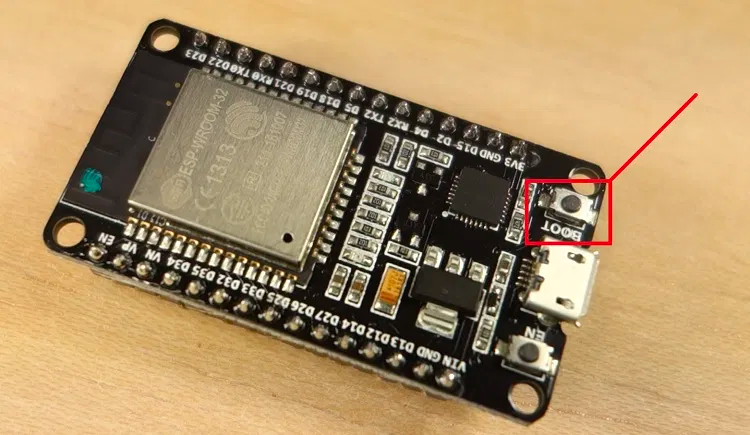 D23 D22 TX0 RX0 D21 D19 D18 D5 TX2 RX2 D4 D2 D15 GND 3V3
ESP-WROOM-32
CE1313
BOOT
EN
EN VP VN D34 D35 D32 D33 D25 D26 D27 D14 D12 D13 GND VIN